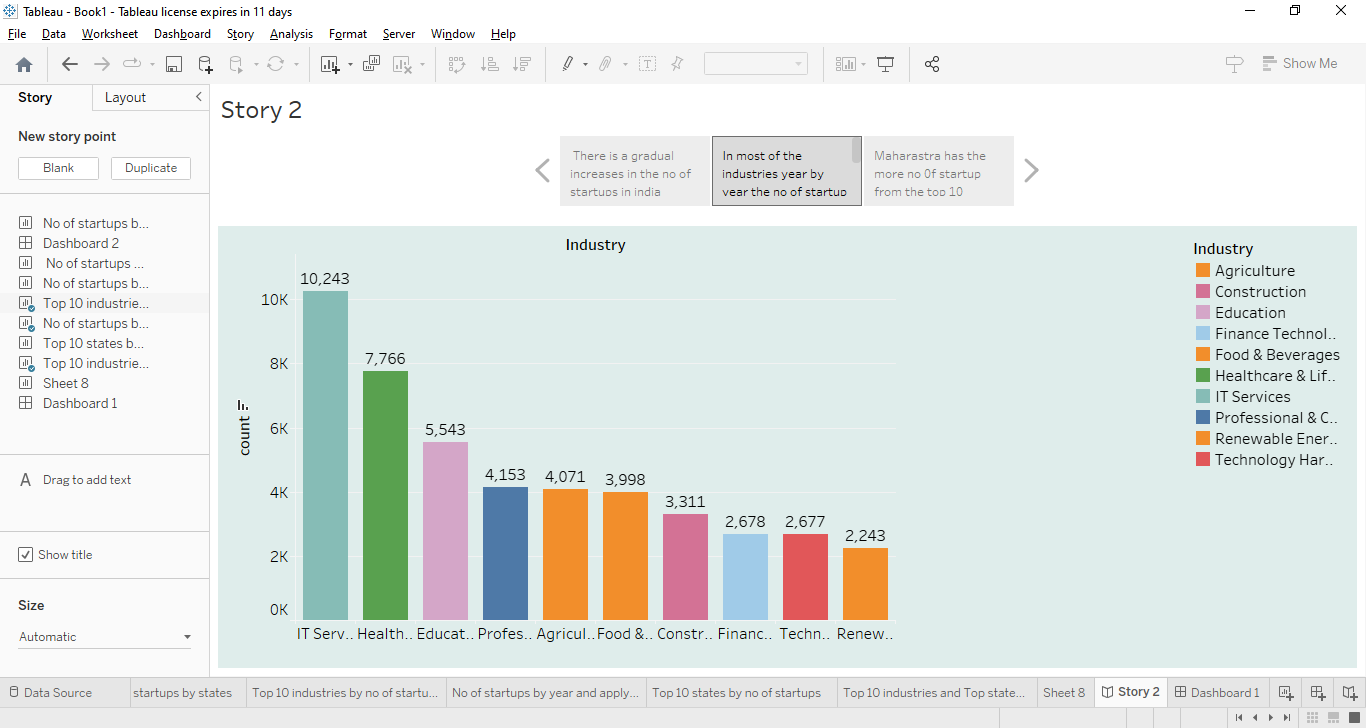 Tableau - Book1 - Tableau license expires in 11 days
File Data Worksheet Dashboard Story Analysis Format Server Window Help
Show Me
Story Layout
New story point
Blank Duplicate
No of startups b...
Dashboard 2
No of startups ...
No of startups b...
Top 10 industrie...
No of startups b...
Top 10 states b...
Top 10 industrie...
Sheet 8
Dashboard 1
A Drag to add text
Show title
Size
Automatic
Story 2
There is a gradual
increases in the no of
startups in india
In most of the
industries year by
year the no of startup
Maharastra has the
more no 0f startup
from the top 10
Industry
count
10K
8K
6K
4K
2K
0K
10,243
7,766
5,543
4,153
4,071
3,998
3,311
2,678
2,677
2,243
IT Serv.. Health.. Educat.. Profes.. Agricul.. Food &.. Constr.. Financ.. Techn.. Renew..
Industry
Agriculture
Construction
Education
Finance Technol..
Food & Beverages
Healthcare & Lif..
IT Services
Professional & C..
Renewable Ener..
Technology Har..
Data Source startups by states Top 10 industries by no of startu... No of startups by year and apply... Top 10 states by no of startups Top 10 industries and Top state... Sheet 8 Story 2 Dashboard 1